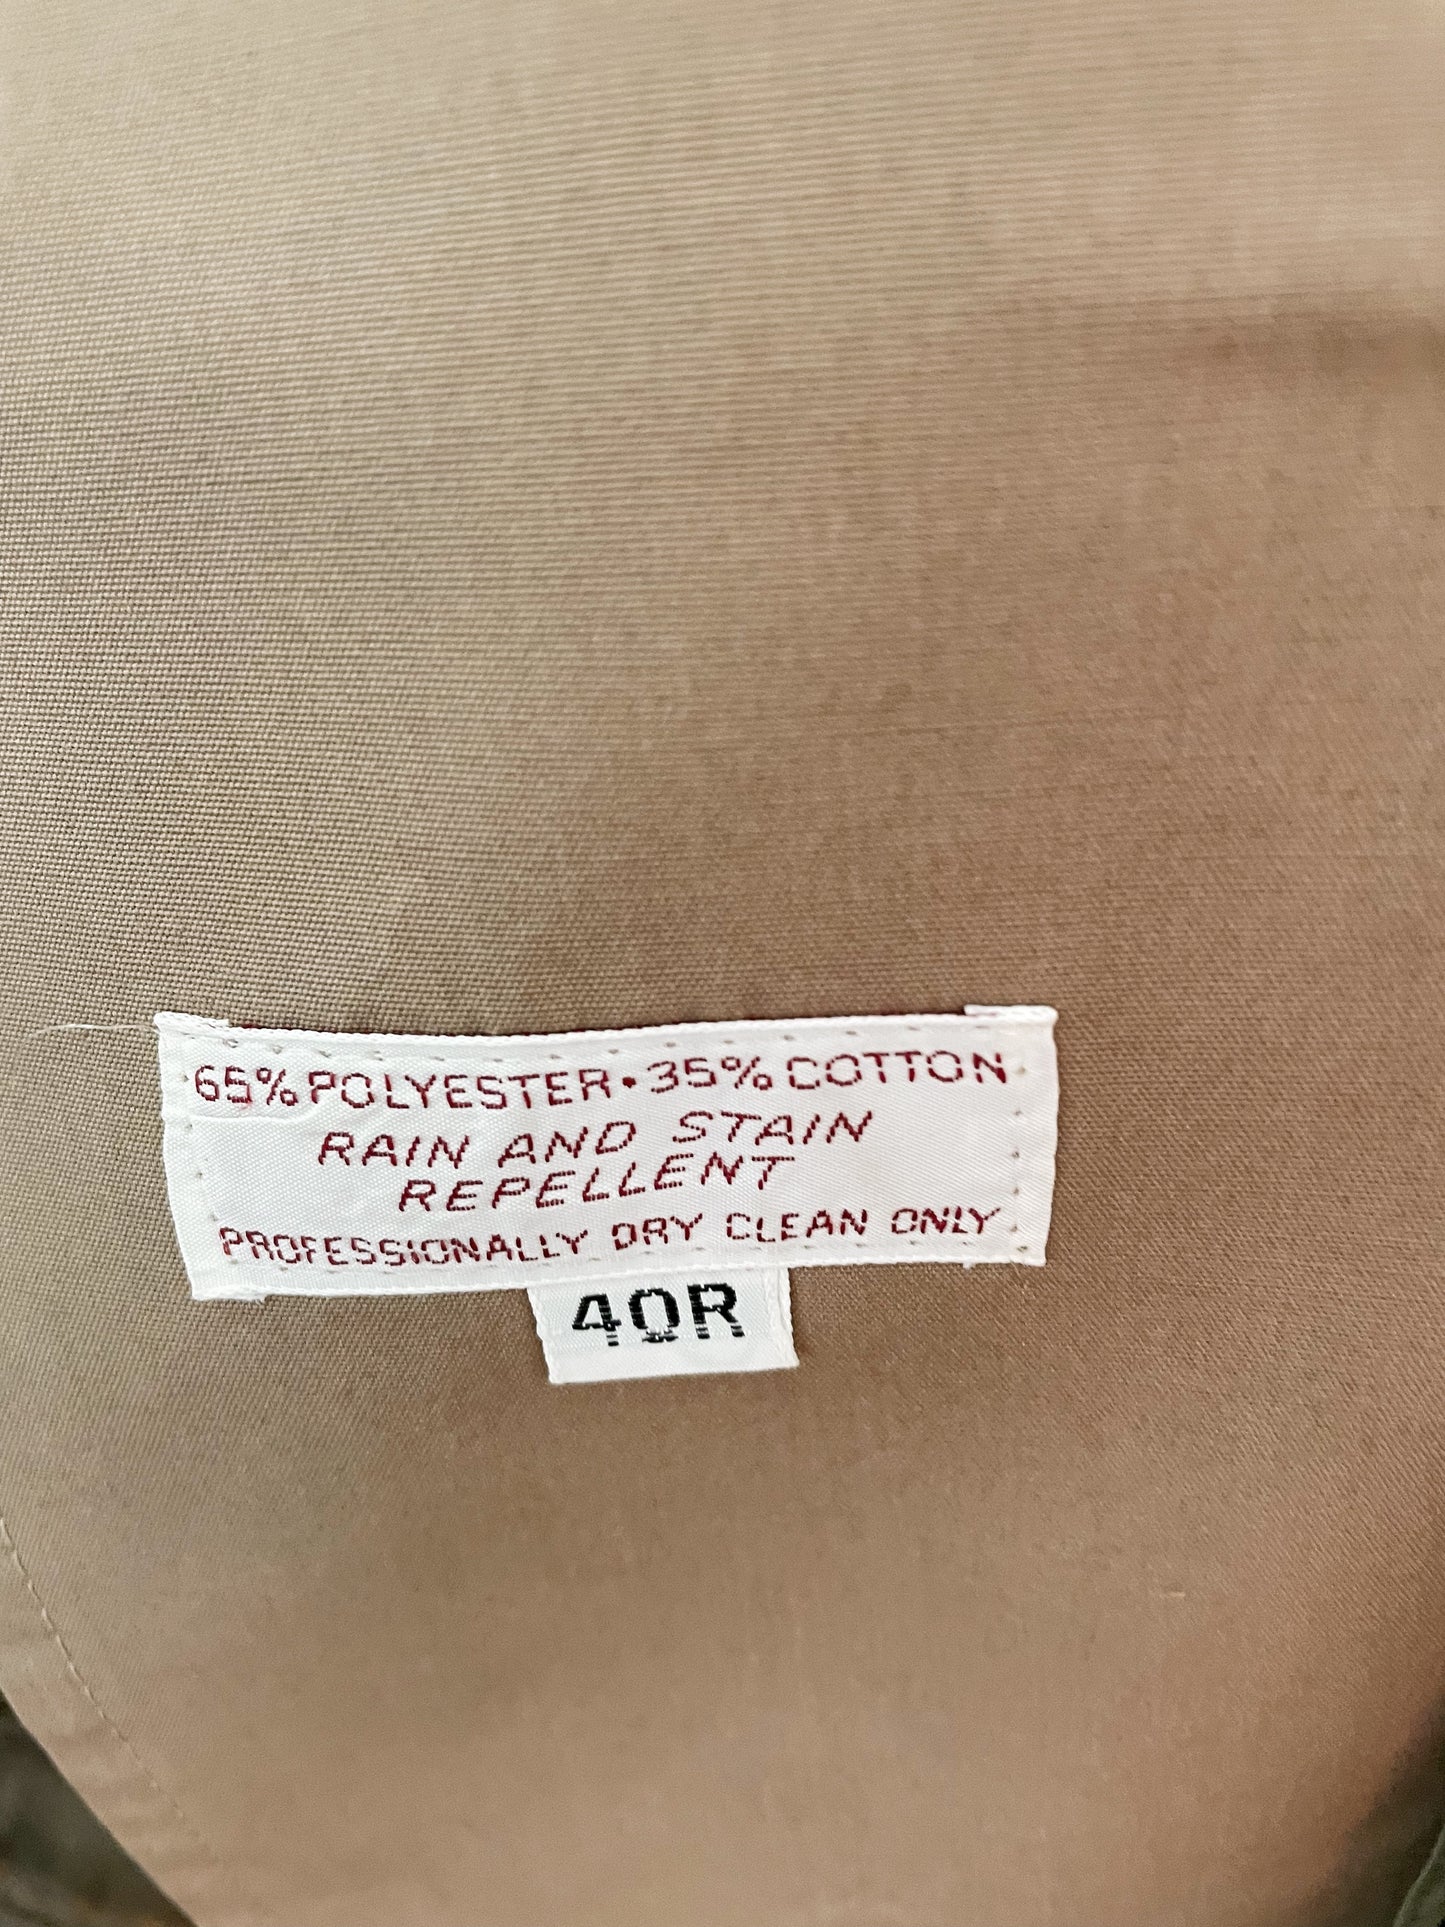 65% POLYESTER • 35% COTTON
RAIN AND STAIN
REPELLENT
PROFESSIONALLY DRY CLEAN ONLY
40R